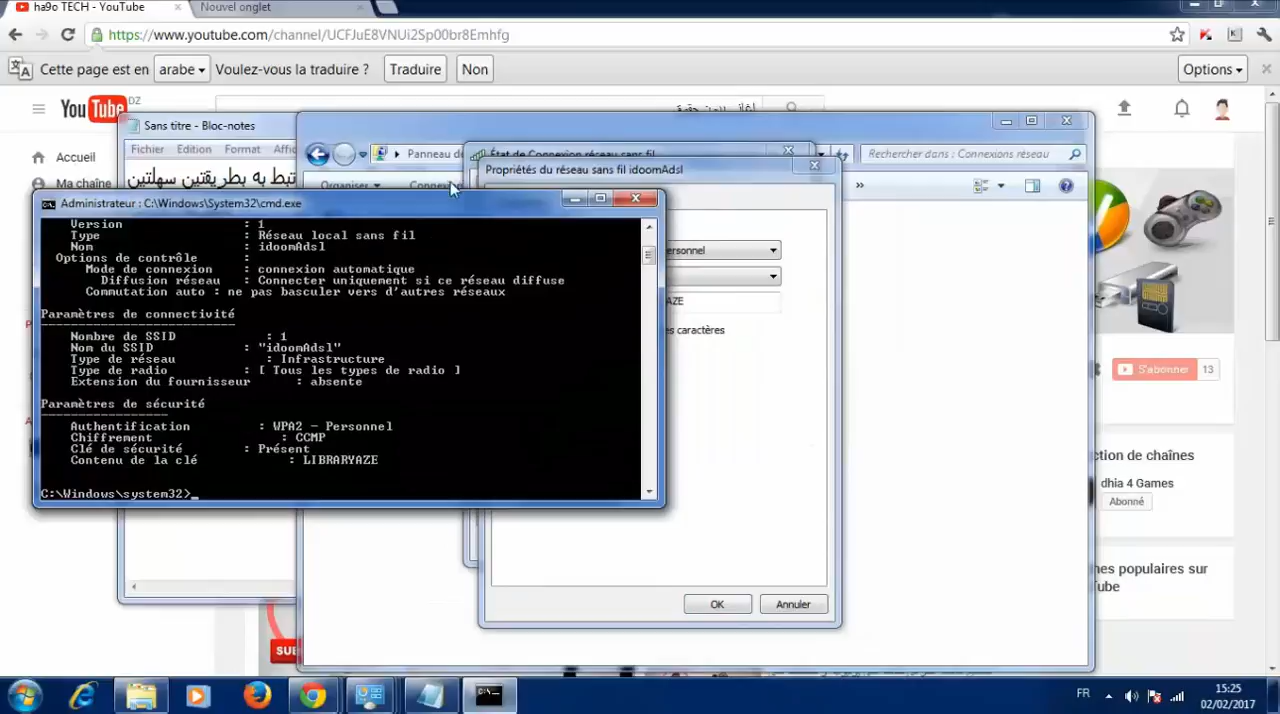 ha9o TECH - YouTube
Nouvel onglet
https://www.youtube.com/channel/UCFJuE8VNUi2Sp00br8Emhfg
Cette page est en arabe Voulez-vous la traduire ? Traduire Non Options
YouTube DZ
Accueil
Ma chaîne
Sans titre - Bloc-notes
Fichier Edition Format
تبط به بطريقتين سهلتين
Rechercher dans : Connexions réseau
Organiser
État de Connexion réseau sans fil
Propriétés du réseau sans fil idoomAdsl
ersonnel
AZE
es caractères
OK Annuler
Administrateur : C:\Windows\System32\cmd.exe
Version : 1
Type : Réseau local sans fil
Nom : idoomAdsl
Options de contrôle :
Mode de connexion : connexion automatique
Diffusion réseau : Connecter uniquement si ce réseau diffuse
Commutation auto : ne pas basculer vers d'autres réseaux
Paramètres de connectivité
-------------------------
Nombre de SSID : 1
Nom du SSID : "idoomAdsl"
Type de réseau : Infrastructure
Type de radio : [ Tous les types de radio ]
Extension du fournisseur : absente
Paramètres de sécurité
-----------------
Authentification : WPA2 - Personnel
Chiffrement : CCMP
Clé de sécurité : Présent
Contenu de la clé : LIBRARYAZE
C:\Windows\system32>_
S'abonner 13
ction de chaînes
dhia 4 Games
Abonné
nes populaires sur
Tube
SUB
FR
15:25
02/02/2017